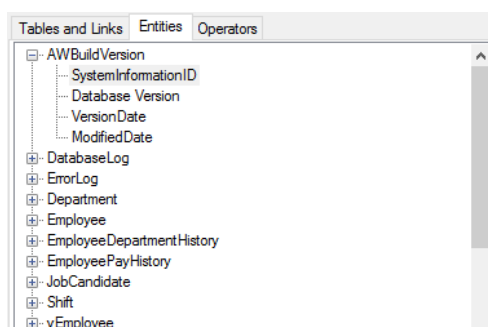 Tables and Links Entities Operators
AWBuildVersion
SystemInformationID
Database Version
VersionDate
ModifiedDate
DatabaseLog
ErrorLog
Department
Employee
EmployeeDepartmentHistory
EmployeePayHistory
JobCandidate
Shift
vEmployee